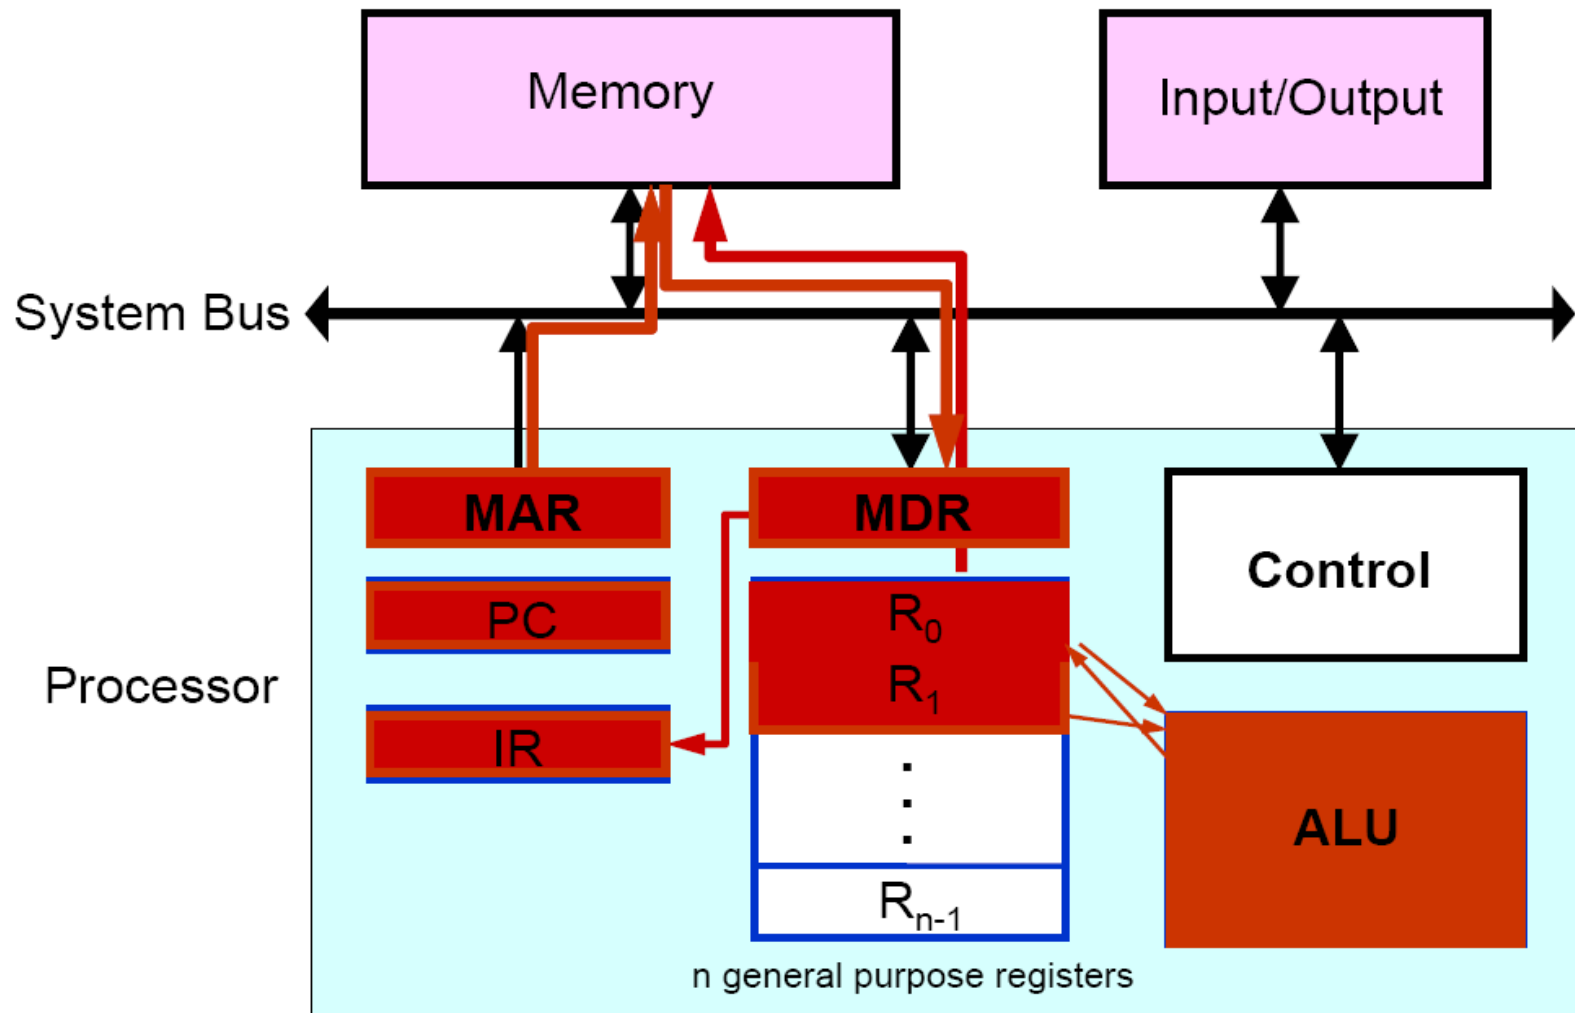 Memory
Input/Output
System Bus
MAR
MDR
Control
PC
R₀
Processor
R₁
IR
ALU
Rₙ₋₁
n general purpose registers